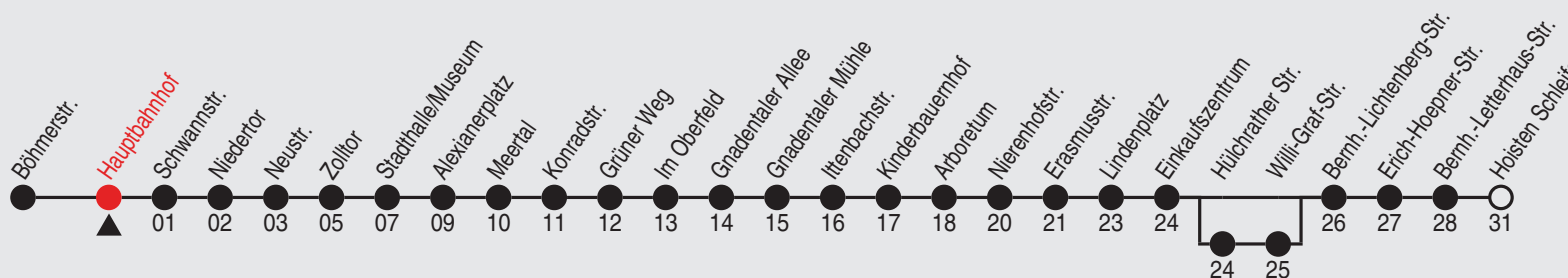 Böhmerstr.
Hauptbahnhof
Schwannstr.
Niedertor
Neustr.
Zolltor
Stadthalle/Museum
Alexianerplatz
Meertal
Konradstr.
Grüner Weg
Im Oberfeld
Gnadentaler Allee
Gnadentaler Mühle
Ittenbachstr.
Kinderbauernhof
Arboretum
Nierenhofstr.
Erasmusstr.
Lindenplatz
Einkaufszentrum
Hülchrather Str.
Willi-Graf-Str.
Bernh.-Lichtenberg-Str.
Erich-Hoepner-Str.
Bernh.-Letterhaus-Str.
Hoisten Schleif
01 02 03 05 07 09 10 11 12 13 14 15 16 17 18 20 21 23 24 26 27 28 31
24 25